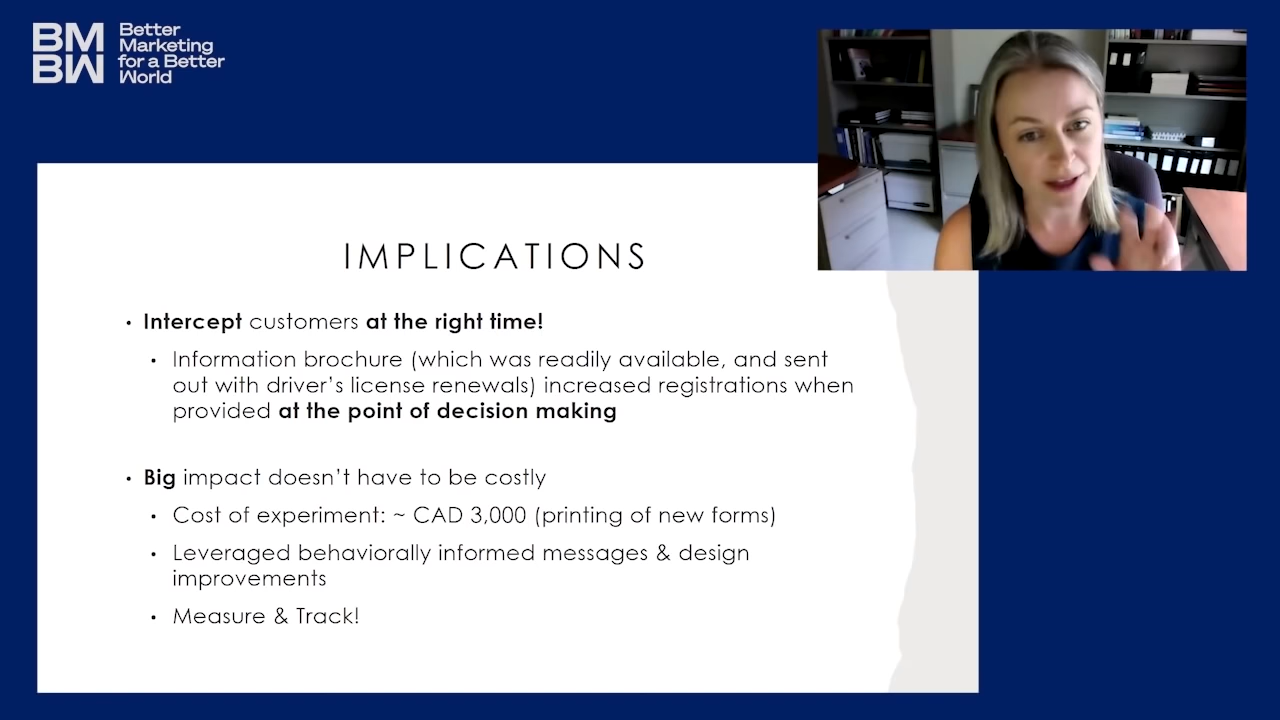 BM
BW
Better
Marketing
for a Better
World
IMPLICATIONS
• Intercept customers at the right time!
• Information brochure (which was readily available, and sent
out with driver's license renewals) increased registrations when
provided at the point of decision making
• Big impact doesn't have to be costly
• Cost of experiment: ~ CAD 3,000 (printing of new forms)
• Leveraged behaviorally informed messages & design
improvements
• Measure & Track!